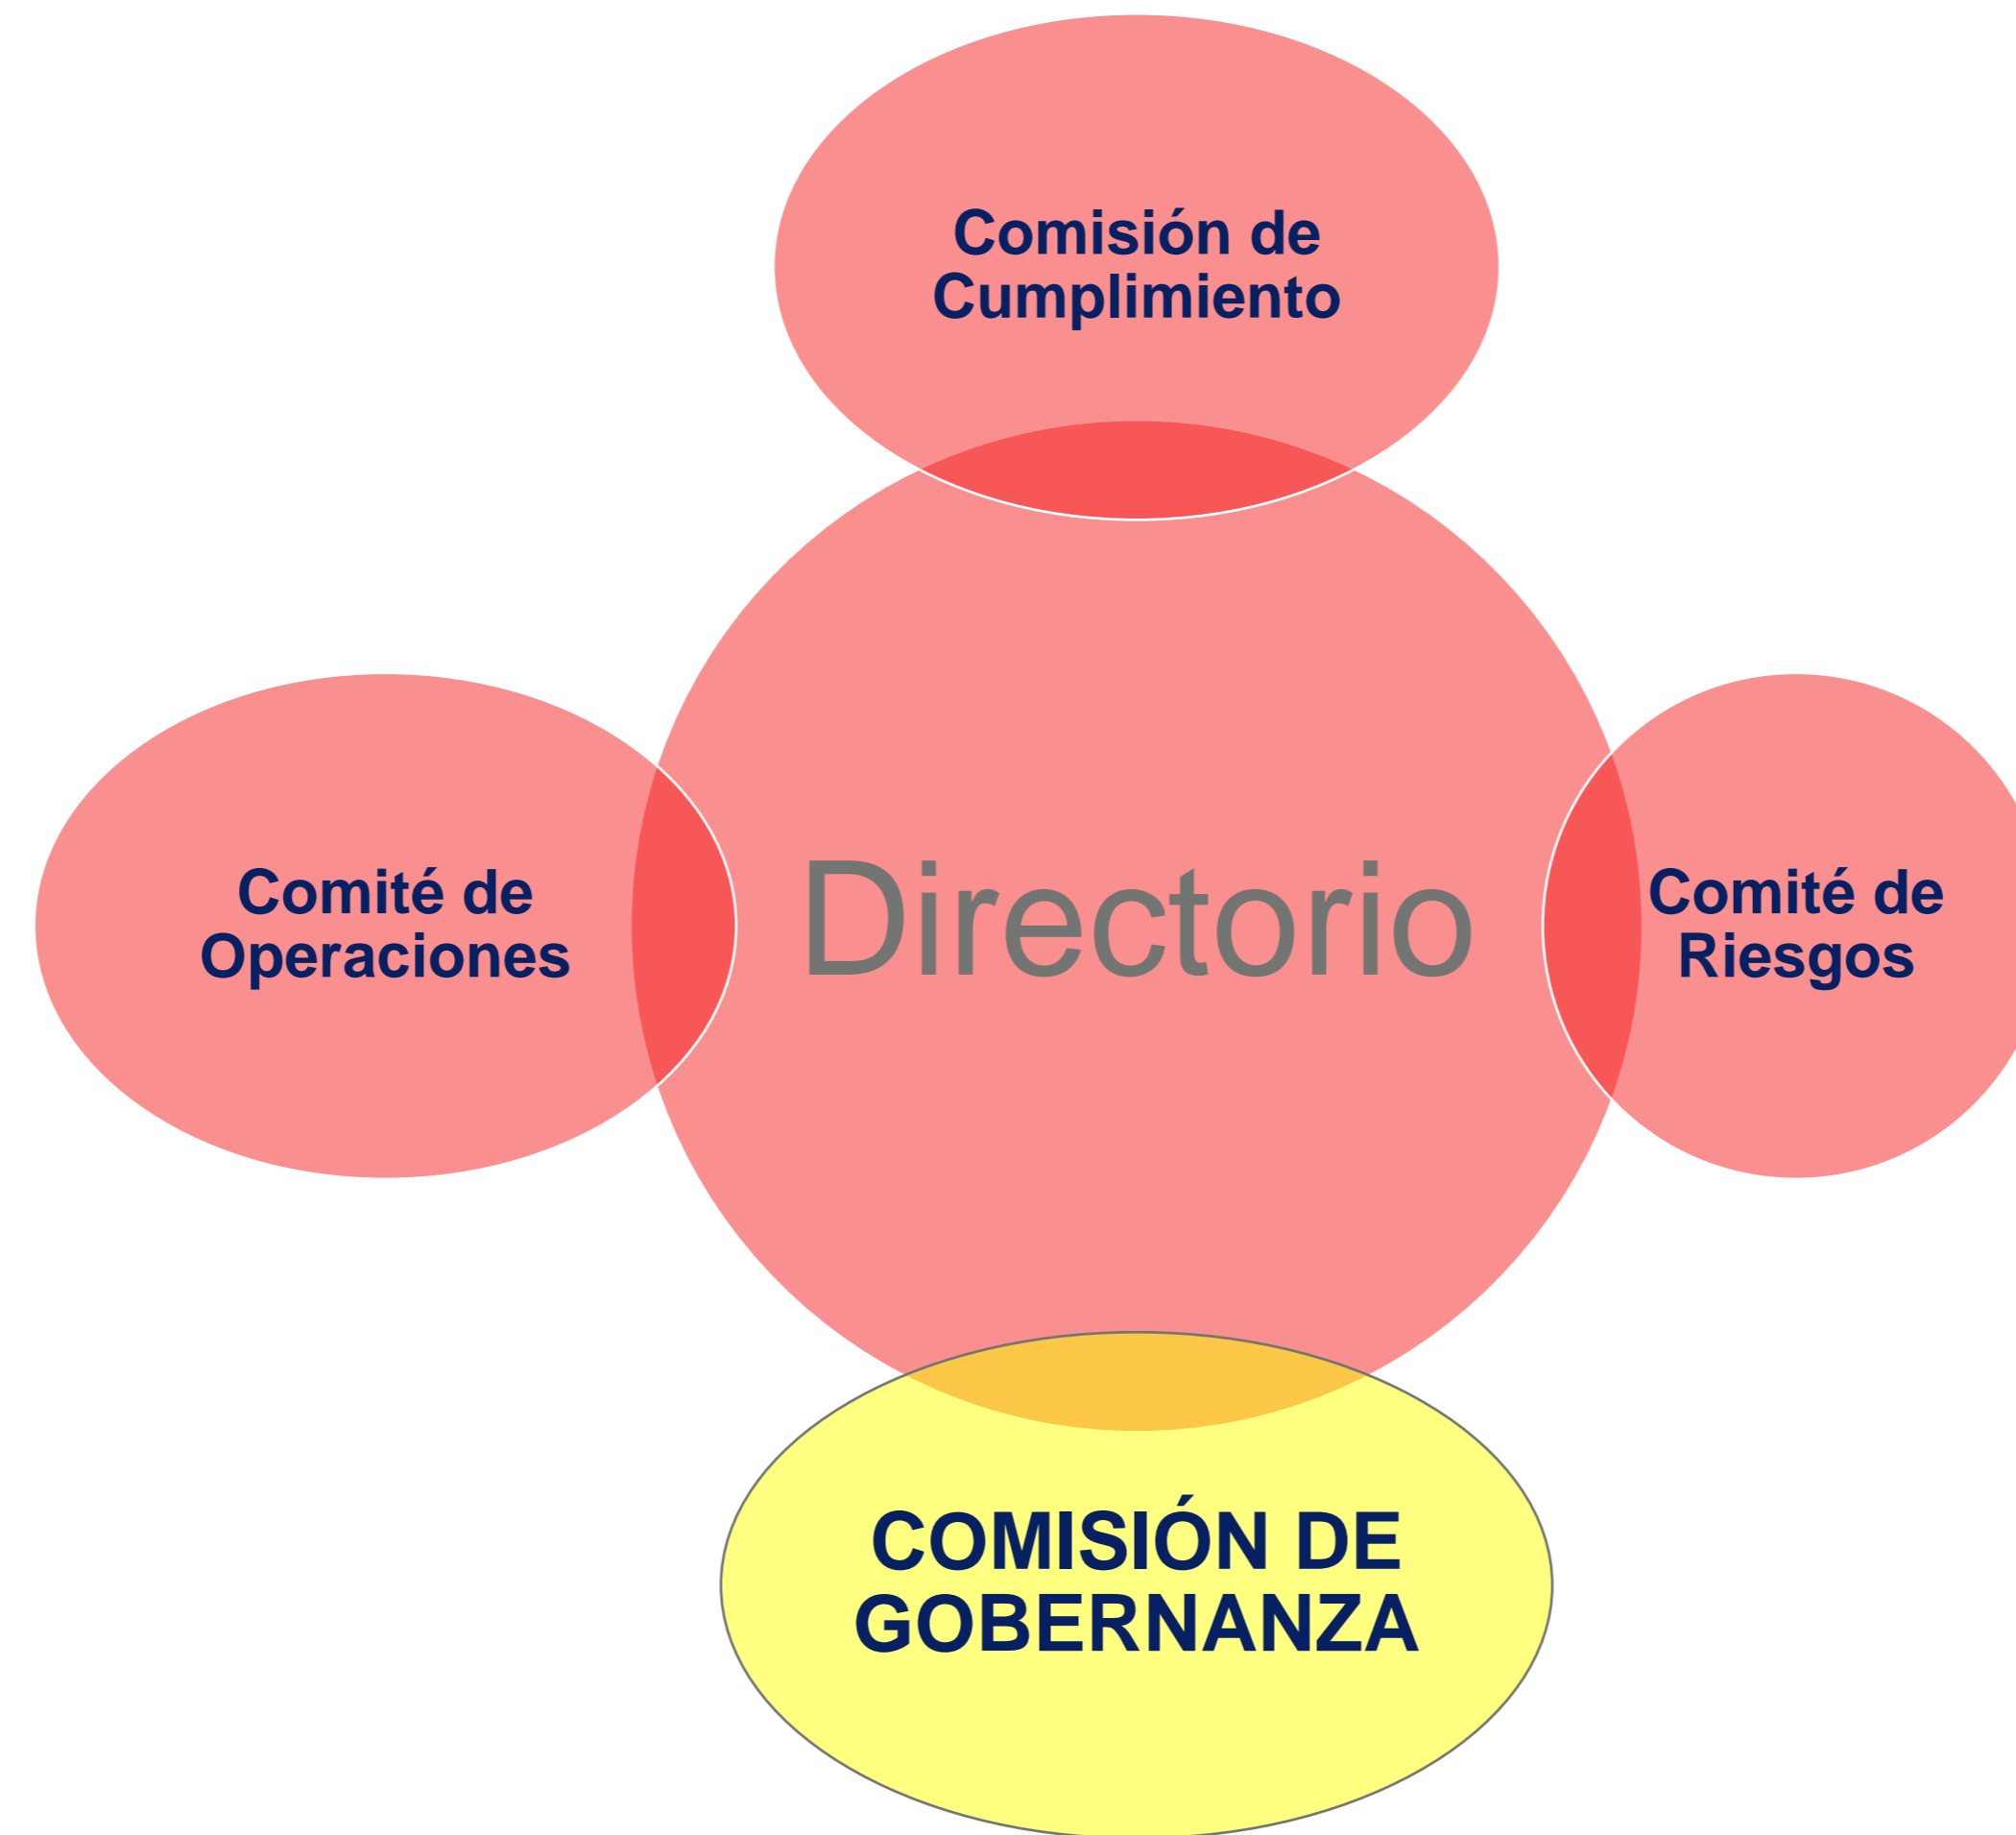 Comisión de
Cumplimiento
Comité de
Operaciones
Directorio
Comité de
Riesgos
COMISIÓN DE
GOBERNANZA